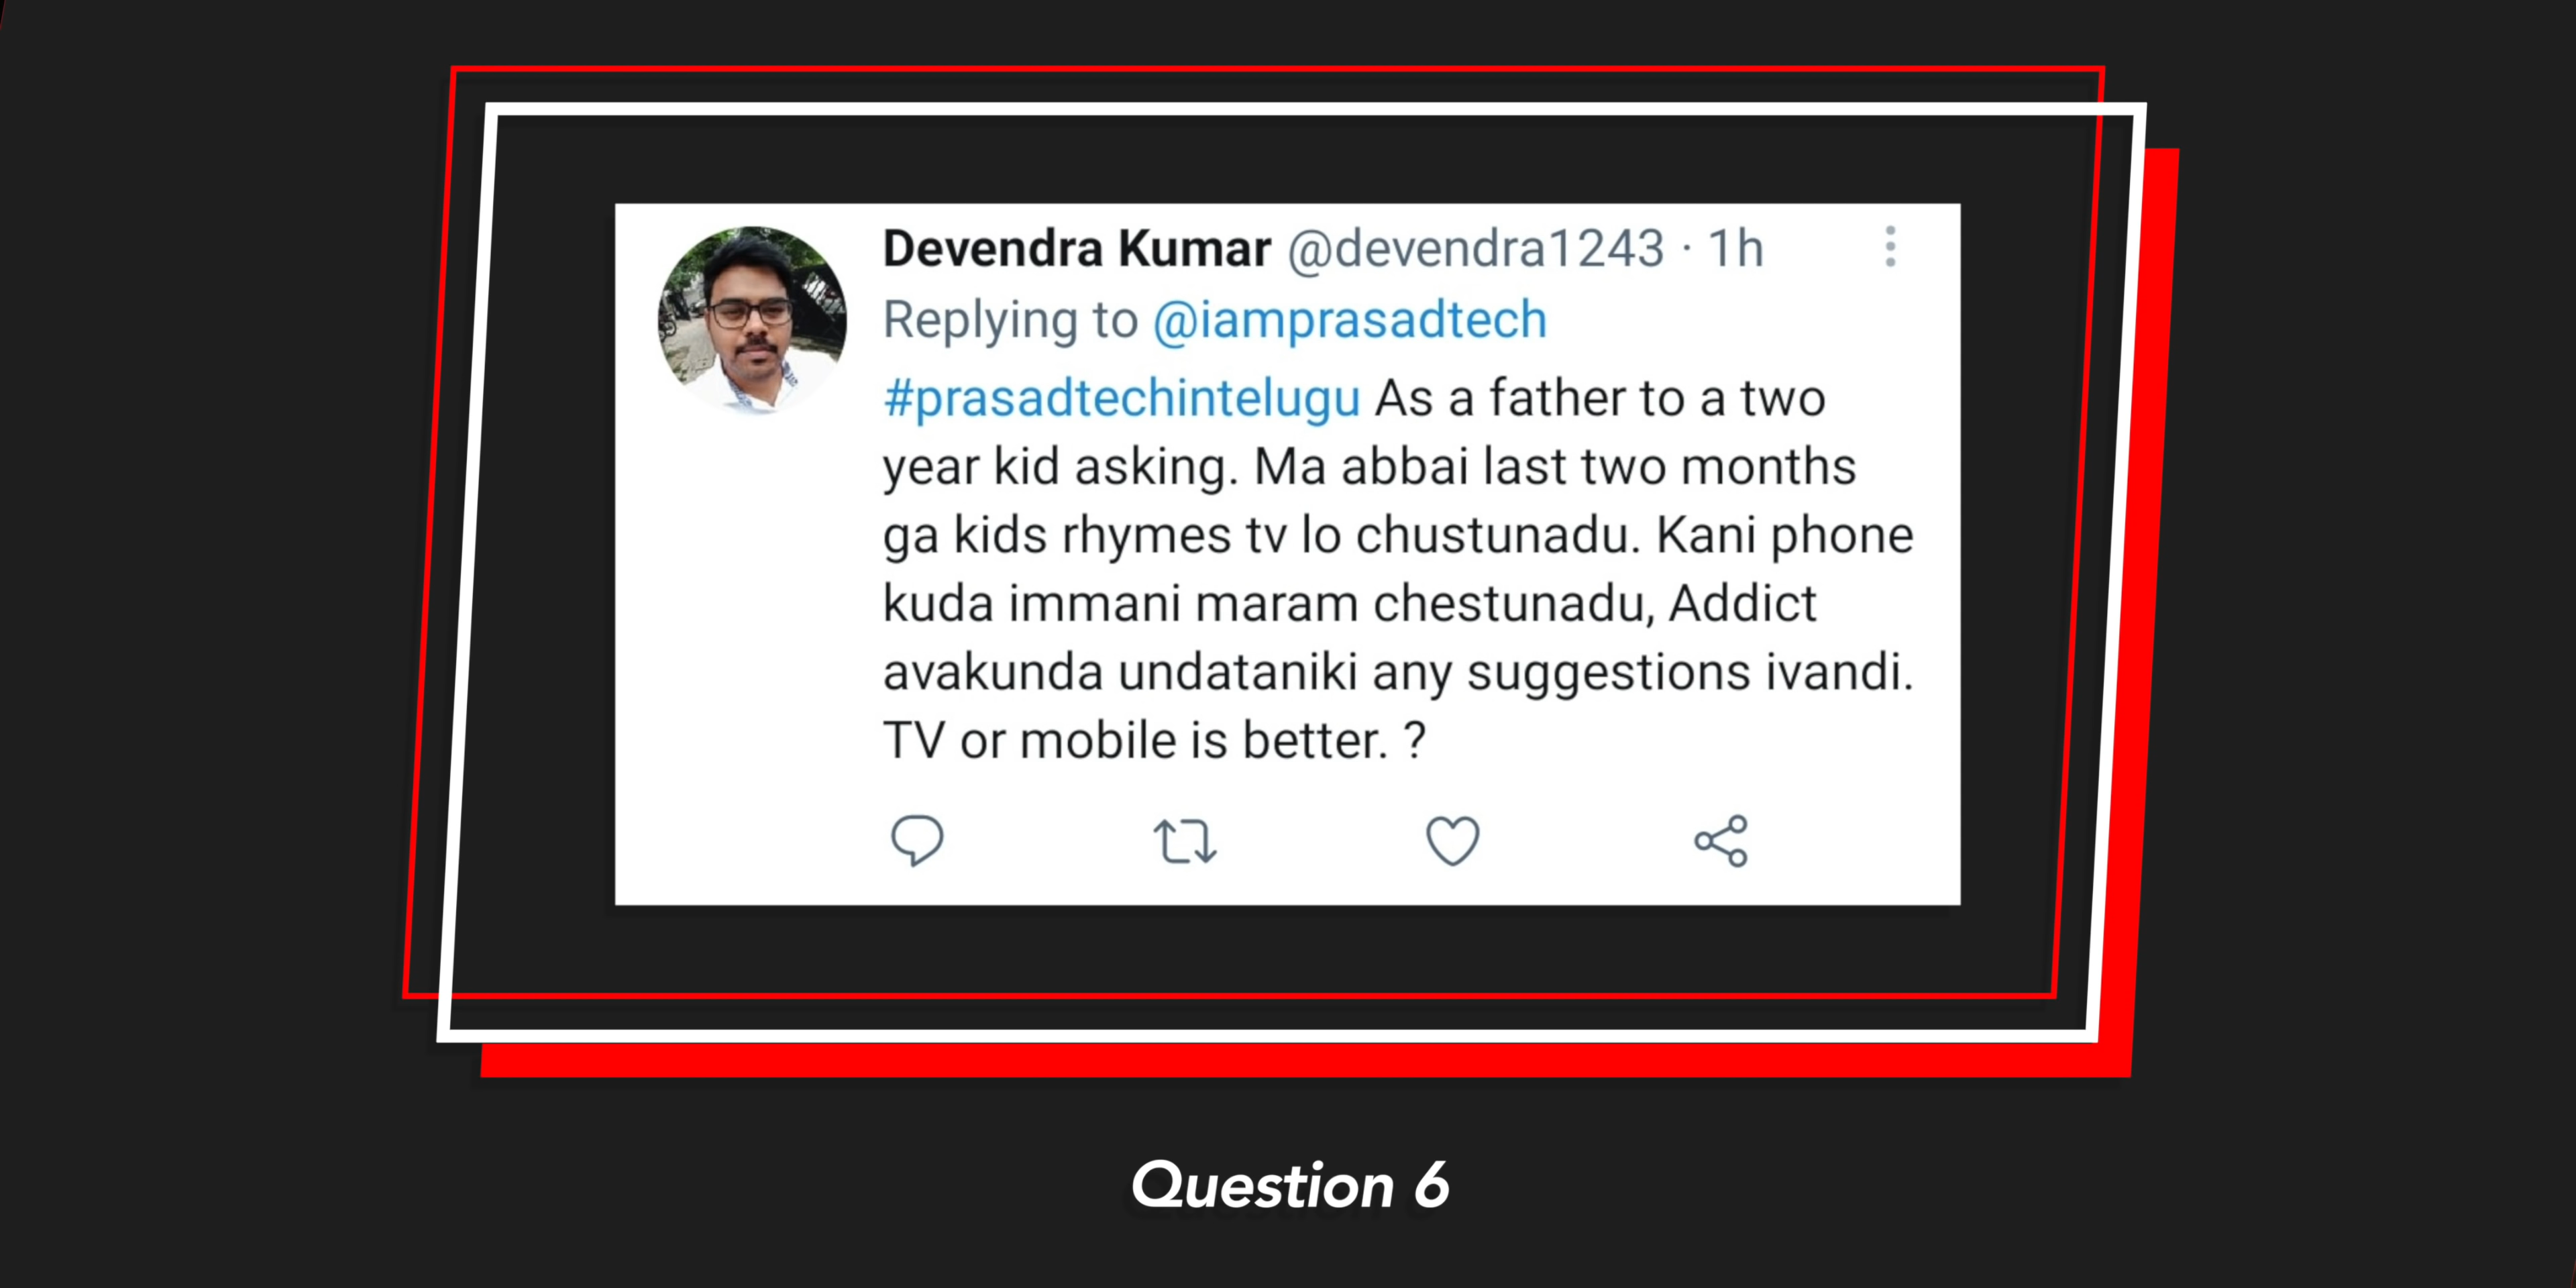 Devendra Kumar @devendra1243 · 1h
Replying to @iamprasadtech
#prasadtechintelugu As a father to a two
year kid asking. Ma abbai last two months
ga kids rhymes tv lo chustunadu. Kani phone
kuda immani maram chestunadu, Addict
avakunda undataniki any suggestions ivandi.
TV or mobile is better. ?
Question 6